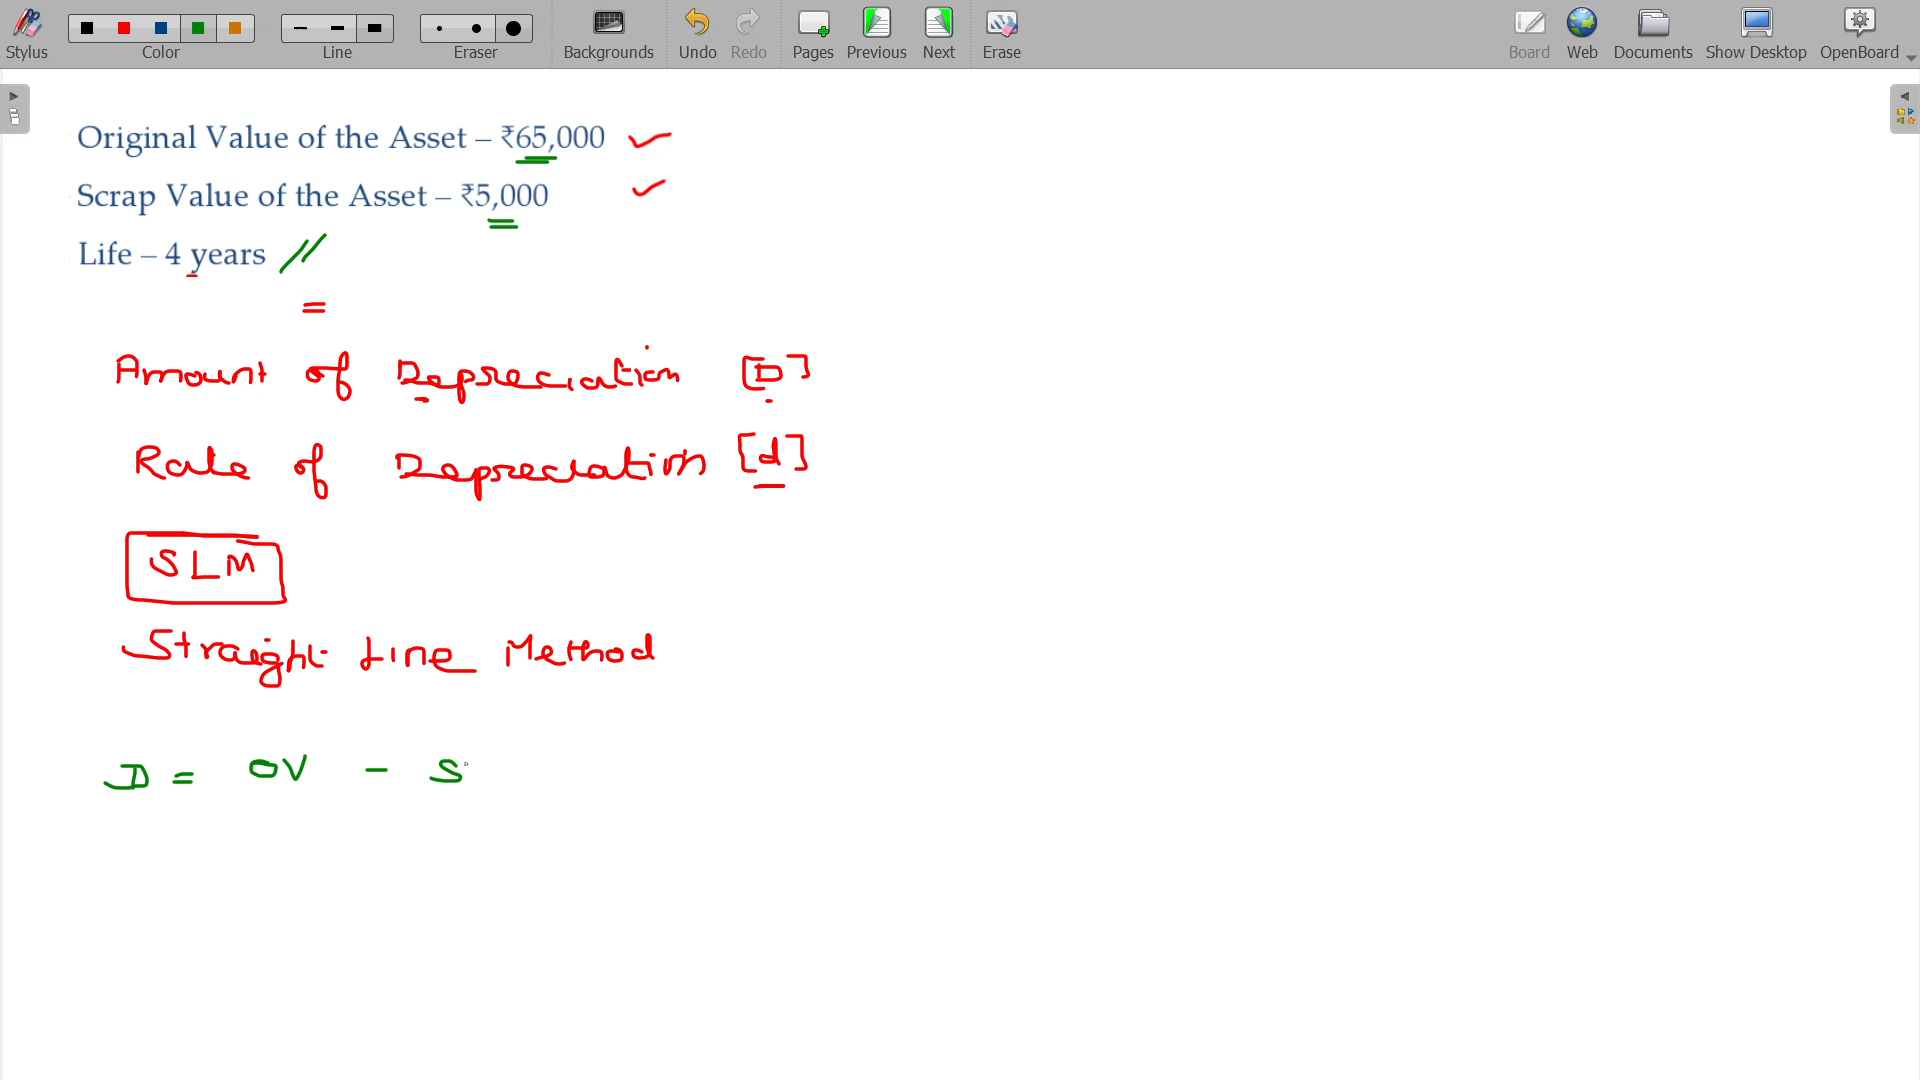 Stylus Color Line Eraser Backgrounds Undo Redo Pages Previous Next Erase Board Web Documents Show Desktop OpenBoard
Original Value of the Asset – ₹65,000
Scrap Value of the Asset – ₹5,000
Life – 4 years
=
Amount of Depreciation [D]
Rate of Depreciation [d]
SLM
Straight Line Method
D = OV - S